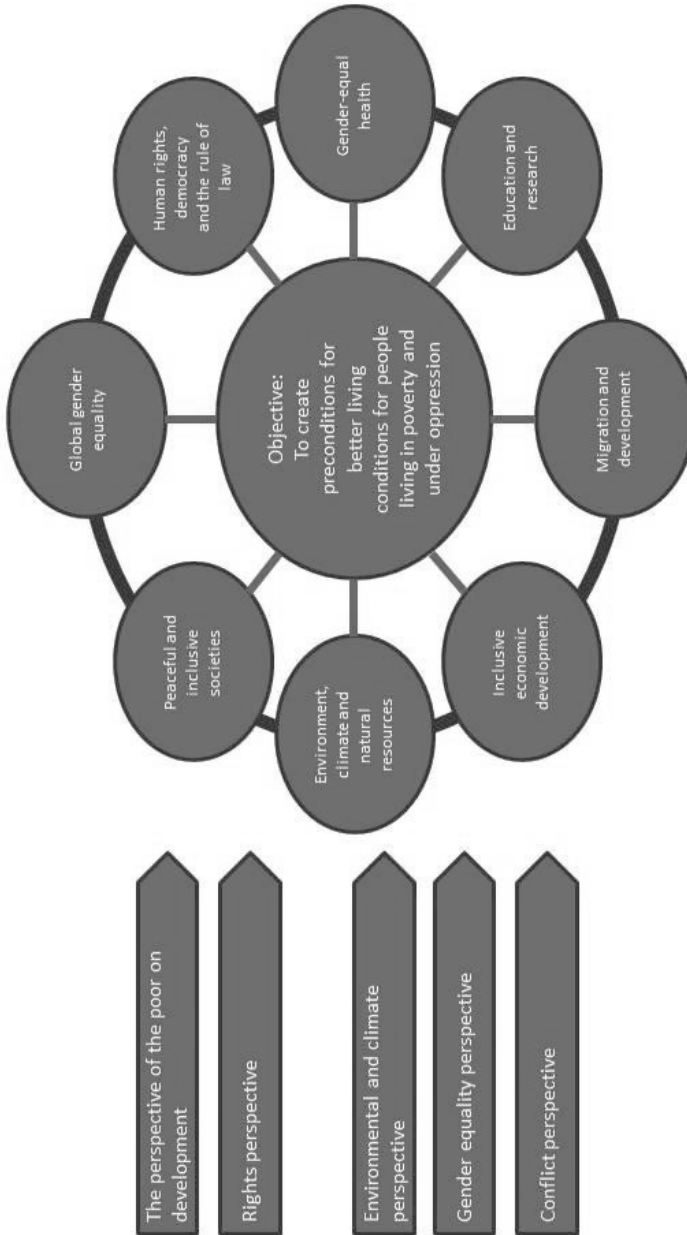 The perspective of the poor on
development
Rights perspective
Environmental and climate
perspective
Gender equality perspective
Conflict perspective
Global gender
equality
Human rights,
democracy
and the rule of
law
Gender-equal
health
Education and
research
Migration and
development
Inclusive
economic
development
Environment,
climate and
natural
resources
Peaceful and
inclusive
societies
Objective:
To create
preconditions for
better living
conditions for people
living in poverty and
under oppression